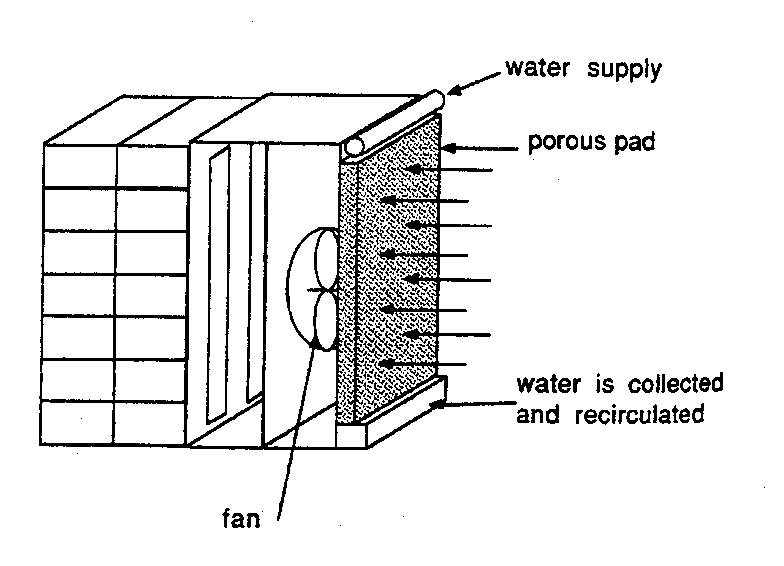 water supply
porous pad
water is collected
and recirculated
fan